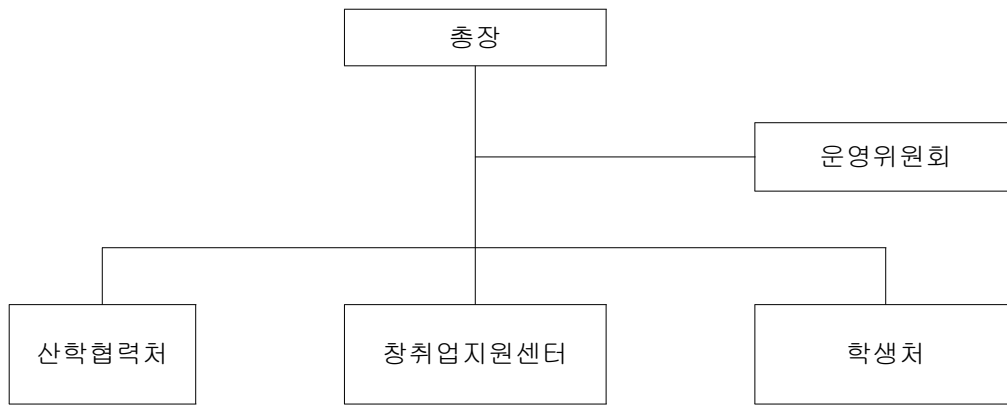 총장
운영위원회
산학협력처
창취업지원센터
학생처